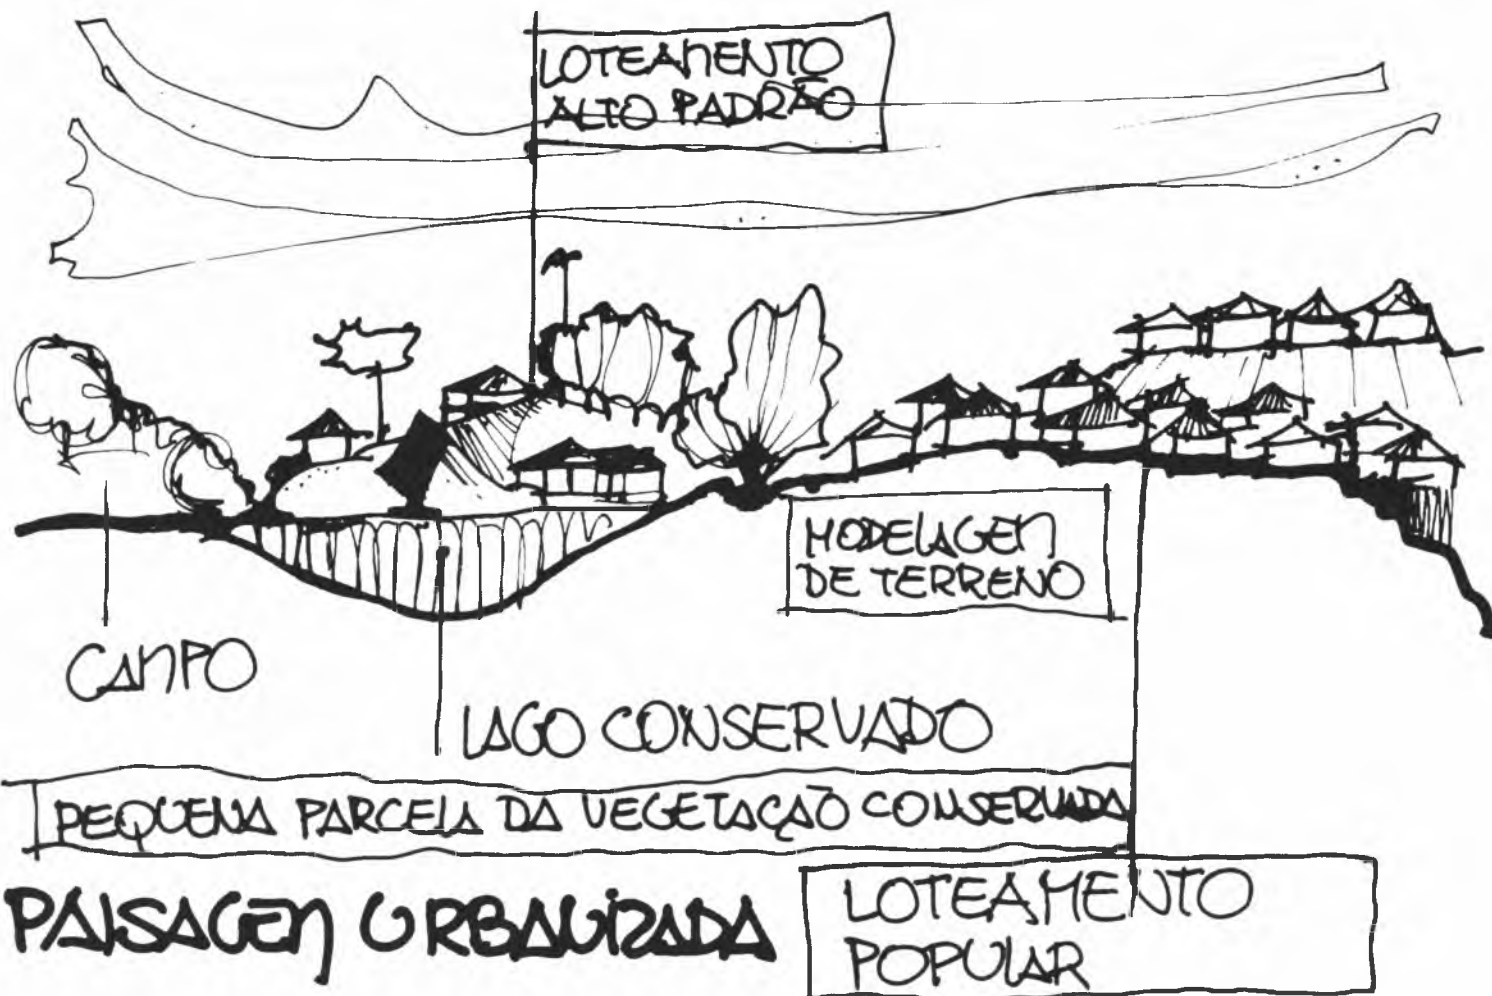 LOTEAMENTO
ALTO PADRÃO
MODELAGEM
DE TERRENO
CAMPO
LAGO CONSERVADO
PEQUENA PARCELA DA VEGETAÇÃO CONSERVADA
PAISAGEM URBANIZADA
LOTEAMENTO
POPULAR